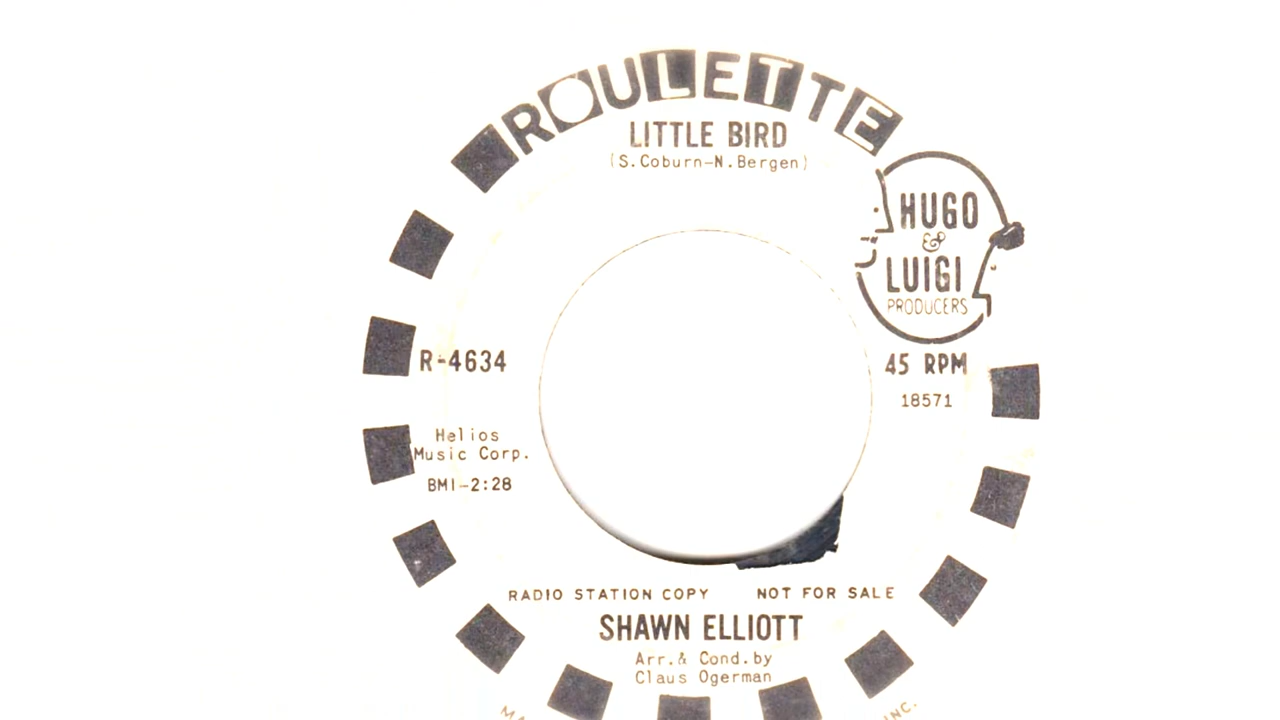 ROULETTE
LITTLE BIRD
(S.Coburn-N.Bergen)
HUGO
&
LUIGI
PRODUCERS
R-4634
45 RPM
18571
Helios
Music Corp.
BMI-2:28
RADIO STATION COPY NOT FOR SALE
SHAWN ELLIOTT
Arr.& Cond.by
Claus Ogerman
INC.